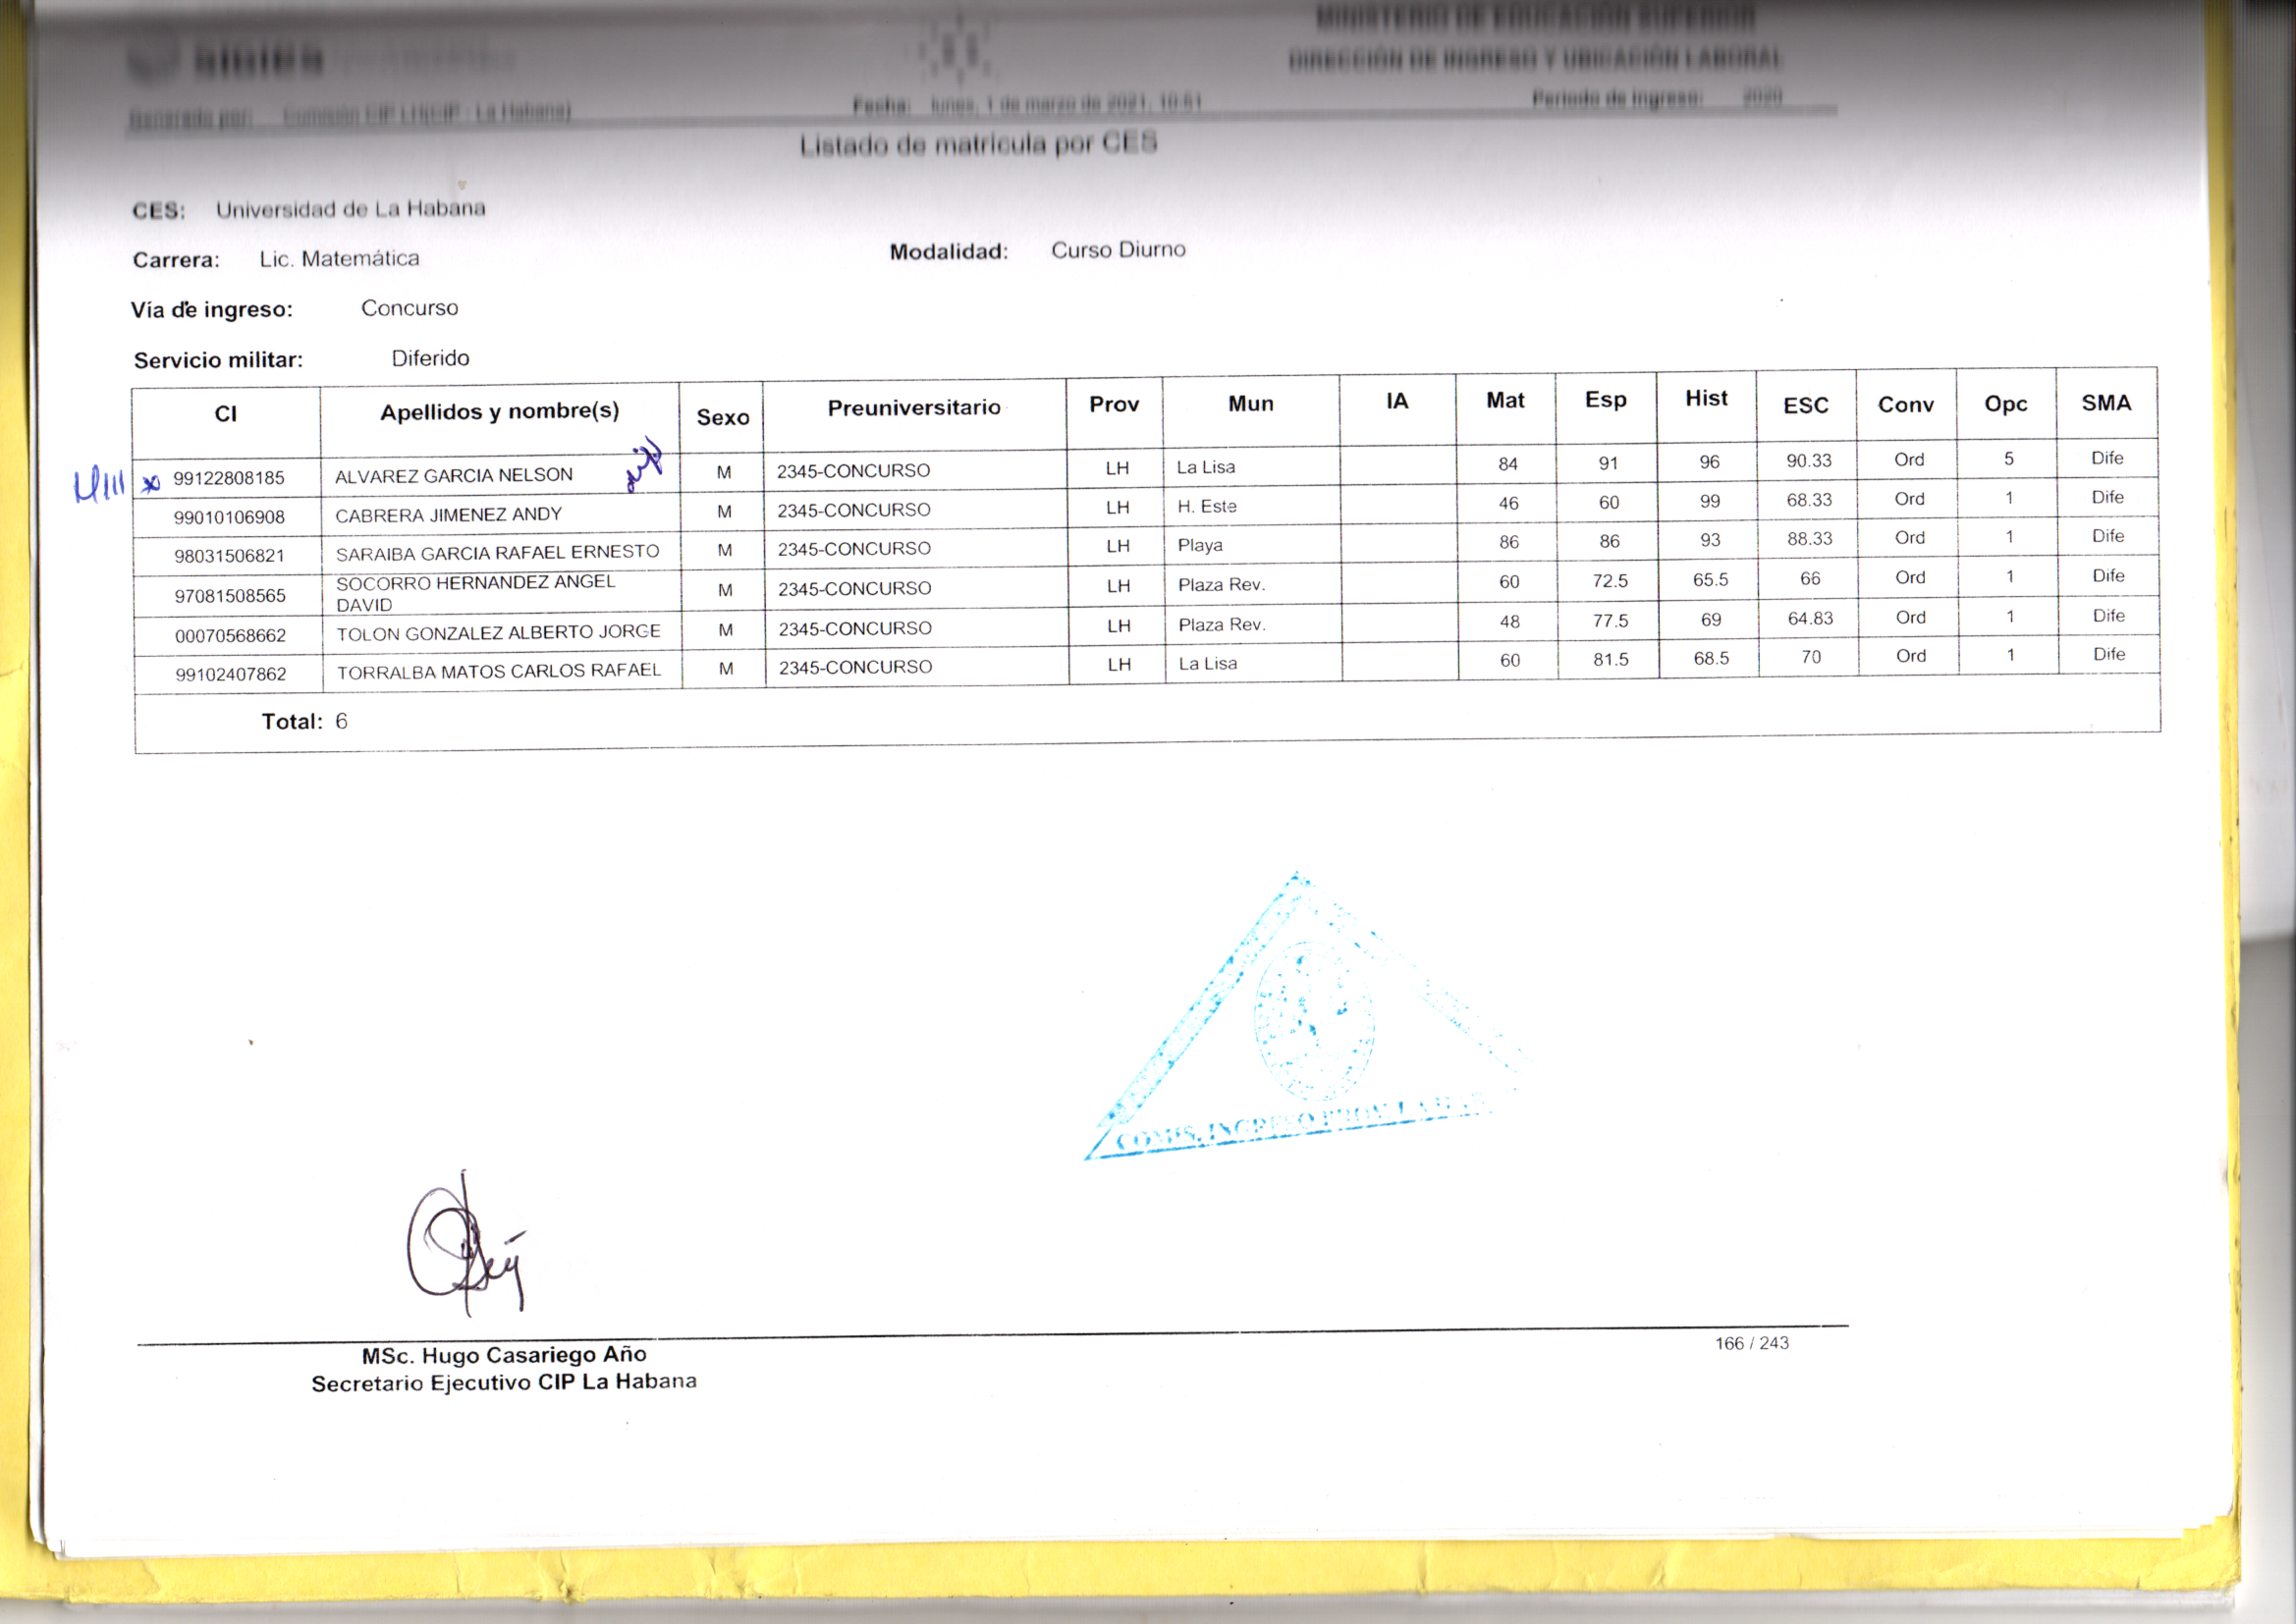 SIGIES
MINISTERIO DE EDUCACIÓN SUPERIOR
DIRECCIÓN DE INGRESO Y UBICACIÓN LABORAL
Generado por: Comisión CIP LH(CIP - La Habana) Fecha: lunes, 1 de marzo de 2021, 10:51 Periodo de ingreso: 2020
Listado de matrícula por CES
CES: Universidad de La Habana
Carrera: Lic. Matemática Modalidad: Curso Diurno
Vía de ingreso: Concurso
Servicio militar: Diferido
CI Apellidos y nombre(s) Sexo Preuniversitario Prov Mun IA Mat Esp Hist ESC Conv Opc SMA
99122808185 ALVAREZ GARCIA NELSON M 2345-CONCURSO LH La Lisa 84 91 96 90.33 Ord 5 Dife
99010106908 CABRERA JIMENEZ ANDY M 2345-CONCURSO LH H. Este 46 60 99 68.33 Ord 1 Dife
98031506821 SARAIBA GARCIA RAFAEL ERNESTO M 2345-CONCURSO LH Playa 86 86 93 88.33 Ord 1 Dife
97081508565 SOCORRO HERNANDEZ ANGEL DAVID M 2345-CONCURSO LH Plaza Rev. 60 72.5 65.5 66 Ord 1 Dife
00070568662 TOLON GONZALEZ ALBERTO JORGE M 2345-CONCURSO LH Plaza Rev. 48 77.5 69 64.83 Ord 1 Dife
99102407862 TORRALBA MATOS CARLOS RAFAEL M 2345-CONCURSO LH La Lisa 60 81.5 68.5 70 Ord 1 Dife
Total: 6
COMIS. INGRESO PROV. LA HAB
MSc. Hugo Casariego Año
Secretario Ejecutivo CIP La Habana
166 / 243